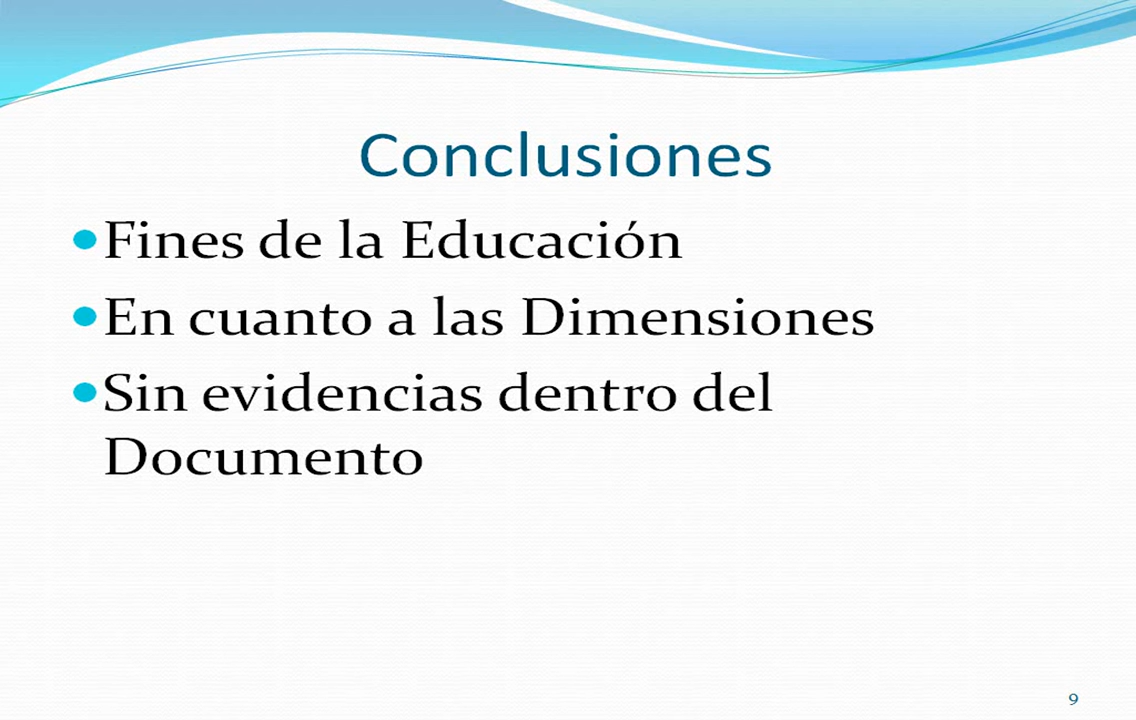 Conclusiones
•Fines de la Educación
•En cuanto a las Dimensiones
•Sin evidencias dentro del
Documento
9